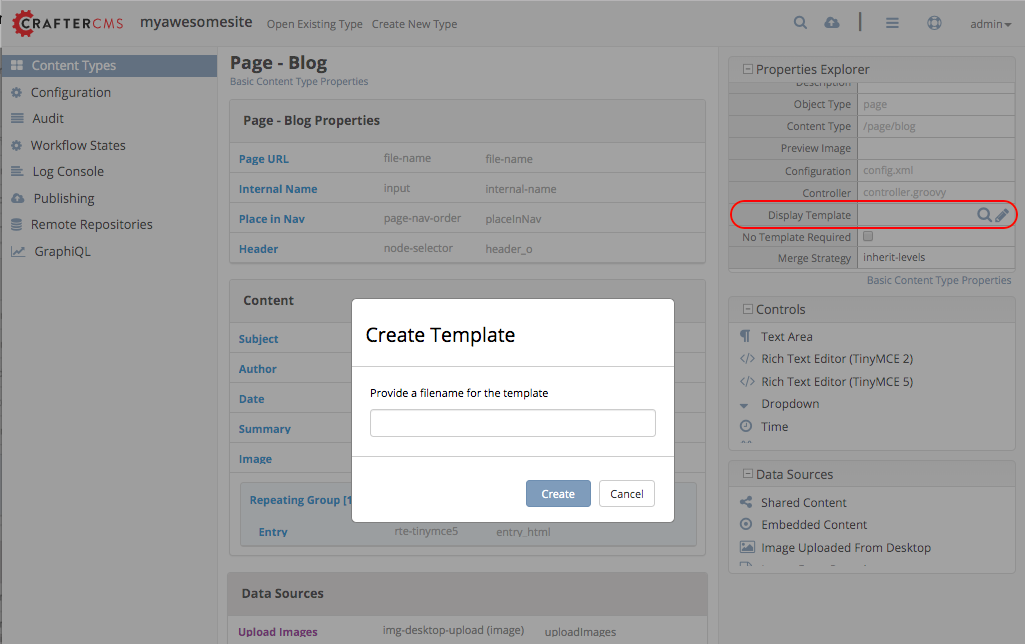 CRAFTERCMS myawesomesite Open Existing Type Create New Type admin
Content Types
Configuration
Audit
Workflow States
Log Console
Publishing
Remote Repositories
GraphiQL
Page - Blog
Basic Content Type Properties
Page - Blog Properties
Page URL file-name file-name
Internal Name input internal-name
Place in Nav page-nav-order placeInNav
Header node-selector header_o
Content
Subject
Author
Date
Summary
Image
Repeating Group [1
Entry rte-tinymce5 entry_html
Data Sources
Upload Images img-desktop-upload (image) uploadImages
Create Template
Provide a filename for the template
Create Cancel
Properties Explorer
Description
Object Type page
Content Type /page/blog
Preview Image
Configuration config.xml
Controller controller.groovy
Display Template
No Template Required
Merge Strategy inherit-levels
Basic Content Type Properties
Controls
Text Area
Rich Text Editor (TinyMCE 2)
Rich Text Editor (TinyMCE 5)
Dropdown
Time
Data Sources
Shared Content
Embedded Content
Image Uploaded From Desktop